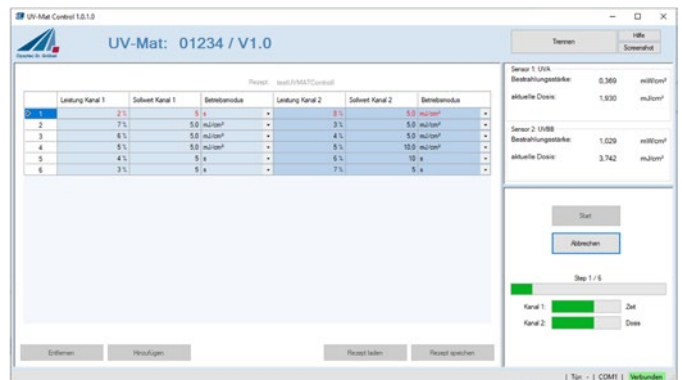 UV-Mat Control 1.0.1.0
UV-Mat: 01234 / V1.0
Trennen
Hilfe
Screenshot
Rezept: testUVMATControll
Leistung Kanal 1 Sollwert Kanal 1 Betriebsmodus Leistung Kanal 2 Sollwert Kanal 2 Betriebsmodus
1 2 % 5 s 8 % 5.0 mJ/cm²
2 7 % 5.0 mJ/cm² 3 % 5.0 mJ/cm²
3 6 % 5.0 mJ/cm² 4 % 5.0 mJ/cm²
4 5 % 5.0 mJ/cm² 5 % 10.0 mJ/cm²
5 4 % 5 s 6 % 10 s
6 3 % 5 s 7 % 5 s
Sensor 1: UVA
Bestrahlungsstärke: 0,369 mW/cm²
aktuelle Dosis: 1,930 mJ/cm²
Sensor 2: UVBB
Bestrahlungsstärke: 1,029 mW/cm²
aktuelle Dosis: 3,742 mJ/cm²
Start
Abbrechen
Step 1 / 6
Kanal 1: Zeit
Kanal 2: Dosis
Entfernen Hinzufügen Rezept laden Rezept speichern
| Tür: - | COM1 | Verbunden